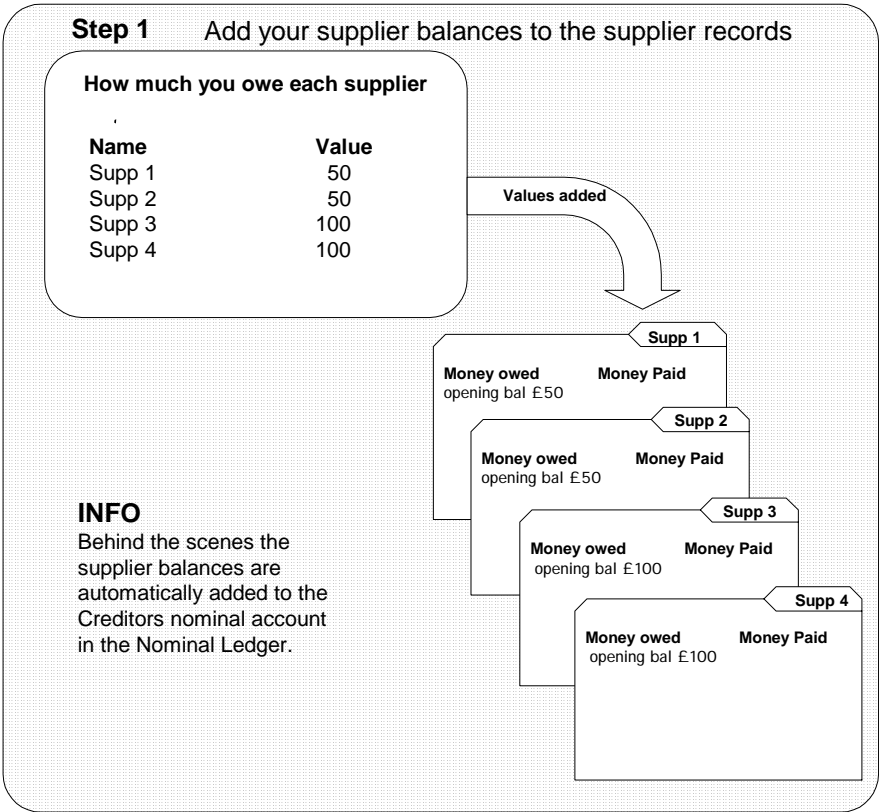 Step 1 Add your supplier balances to the supplier records
How much you owe each supplier
Name Value
Supp 1 50
Supp 2 50
Supp 3 100
Supp 4 100
Values added
Supp 1
Money owed Money Paid
opening bal £50
Supp 2
Money owed Money Paid
opening bal £50
Supp 3
Money owed Money Paid
opening bal £100
Supp 4
Money owed Money Paid
opening bal £100
INFO
Behind the scenes the
supplier balances are
automatically added to the
Creditors nominal account
in the Nominal Ledger.